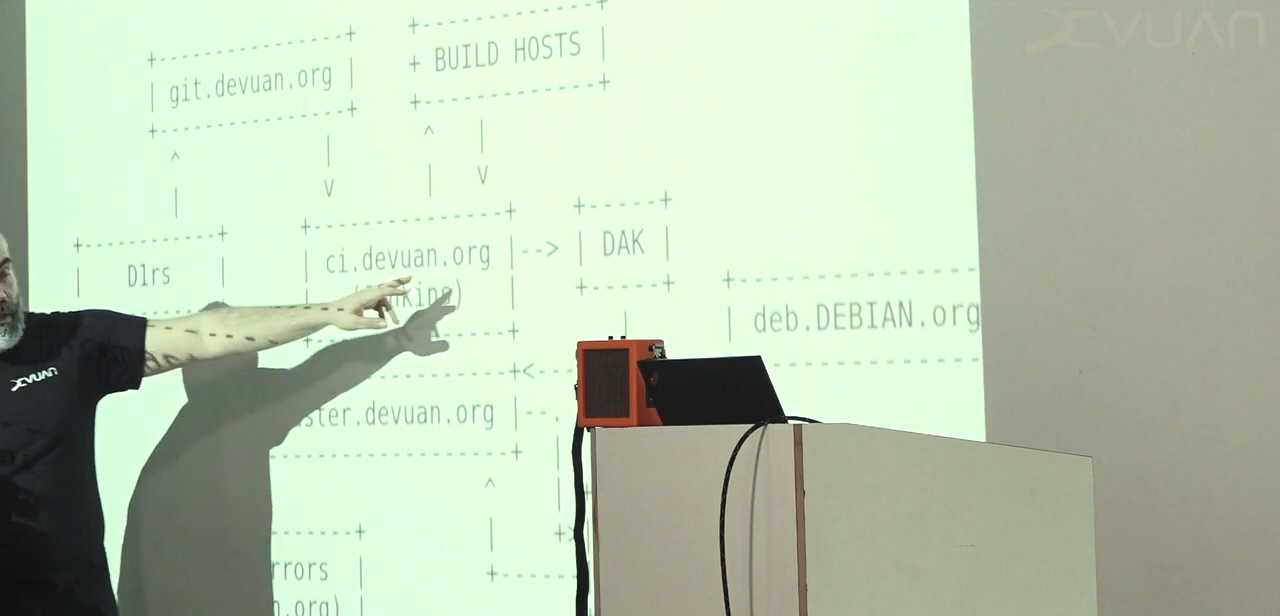 DEVUAN
BUILD HOSTS
git.devuan.org
ci.devuan.org
DAK
D1rs
deb.DEBIAN.org
DEVUAN
ster.devuan.org
rrors
n.org)